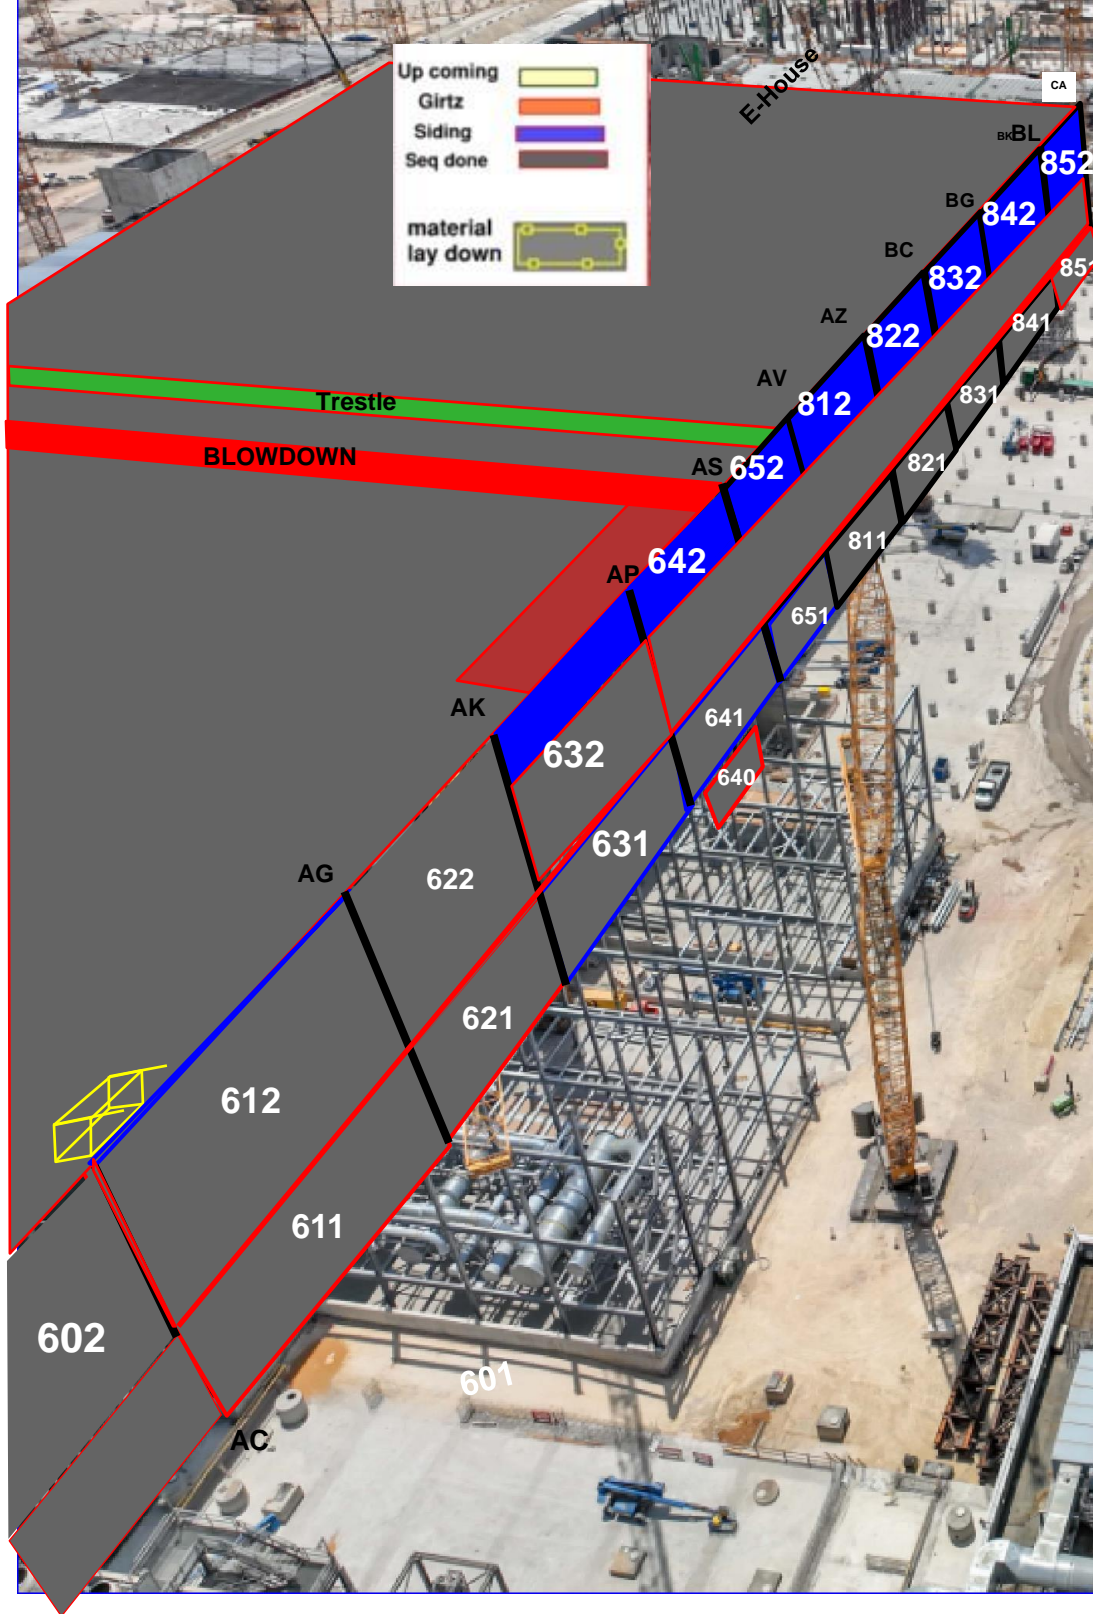 Up coming
Girtz
Siding
Seq done
material
lay down
E-House
CA
BK BL
852
BG 842
851
BC 832
841
AZ 822
831
AV 812
821
Trestle
BLOWDOWN
AS 652
811
AP 642
651
AK
641
632
640
631
AG
622
621
612
611
602
601
AC